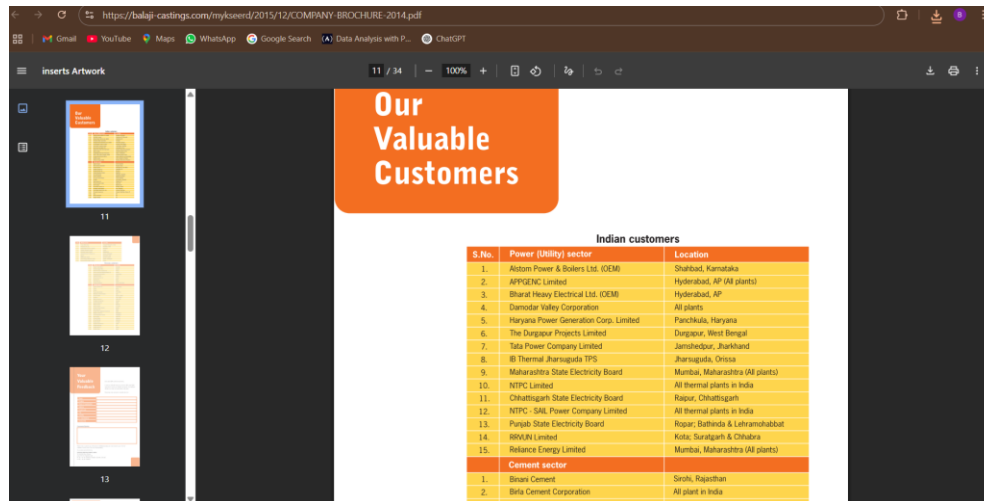 https://balaji-castings.com/mykseerd/2015/12/COMPANY-BROCHURE-2014.pdf
B
Gmail YouTube Maps WhatsApp Google Search Data Analysis with P... ChatGPT
inserts Artwork 11 / 34 100%
11
12
13
Our
Valuable
Customers
Indian customers
S.No. Power (Utility) sector Location
1. Alstom Power & Boilers Ltd. (OEM) Shahbad, Karnataka
2. APPGENC Limited Hyderabad, AP (All plants)
3. Bharat Heavy Electrical Ltd. (OEM) Hyderabad, AP
4. Damodar Valley Corporation All plants
5. Haryana Power Generation Corp. Limited Panchkula, Haryana
6. The Durgapur Projects Limited Durgapur, West Bengal
7. Tata Power Company Limited Jamshedpur, Jharkhand
8. IB Thermal Jharsuguda TPS Jharsuguda, Orissa
9. Maharashtra State Electricity Board Mumbai, Maharashtra (All plants)
10. NTPC Limited All thermal plants in India
11. Chhattisgarh State Electricity Board Raipur, Chhattisgarh
12. NTPC - SAIL Power Company Limited All thermal plants in India
13. Punjab State Electricity Board Ropar; Bathinda & Lehramohabbat
14. RRVUN Limited Kota; Suratgarh & Chhabra
15. Reliance Energy Limited Mumbai, Maharashtra (All plants)
Cement sector
1. Binani Cement Sirohi, Rajasthan
2. Birla Cement Corporation All plant in India